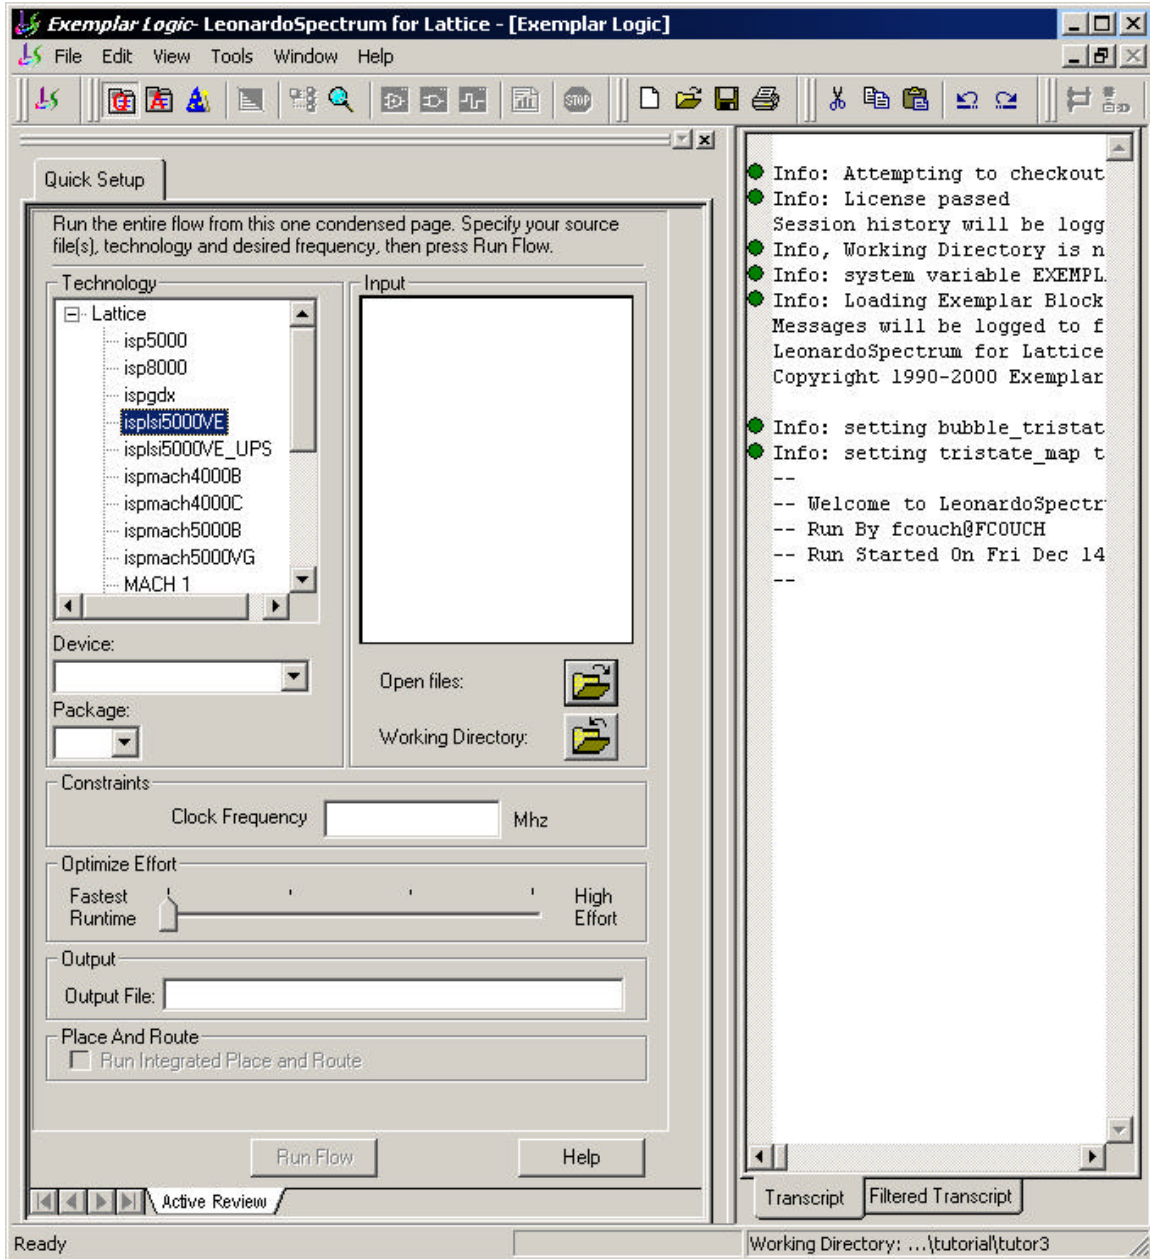 Exemplar Logic- LeonardoSpectrum for Lattice - [Exemplar Logic]
File Edit View Tools Window Help
STOP
Quick Setup
Run the entire flow from this one condensed page. Specify your source
file(s), technology and desired frequency, then press Run Flow.
Technology
Lattice
isp5000
isp8000
ispgdx
isplsi5000VE
isplsi5000VE_UPS
ispmach4000B
ispmach4000C
ispmach5000B
ispmach5000VG
MACH 1
Device:
Package:
Input
Open files:
Working Directory:
Constraints
Clock Frequency Mhz
Optimize Effort
Fastest
Runtime
High
Effort
Output
Output File:
Place And Route
Run Integrated Place and Route
Run Flow Help
Active Review
Info: Attempting to checkout
Info: License passed
Session history will be logg
Info, Working Directory is n
Info: system variable EXEMPL
Info: Loading Exemplar Block
Messages will be logged to f
LeonardoSpectrum for Lattice
Copyright 1990-2000 Exemplar
Info: setting bubble_tristat
Info: setting tristate_map t
--
-- Welcome to LeonardoSpectr
-- Run By fcouch@FCOUCH
-- Run Started On Fri Dec 14
--
Transcript Filtered Transcript
Ready
Working Directory: ...\tutorial\tutor3